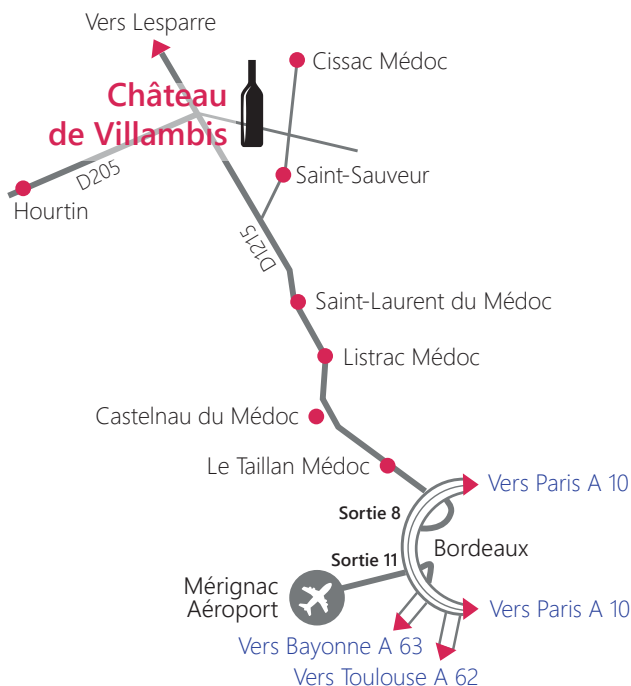 Vers Lesparre
Cissac Médoc
Château
de Villambis
D205
Saint-Sauveur
Hourtin
D1215
Saint-Laurent du Médoc
Listrac Médoc
Castelnau du Médoc
Le Taillan Médoc
Vers Paris A 10
Sortie 8
Bordeaux
Sortie 11
Mérignac
Aéroport
Vers Paris A 10
Vers Bayonne A 63
Vers Toulouse A 62